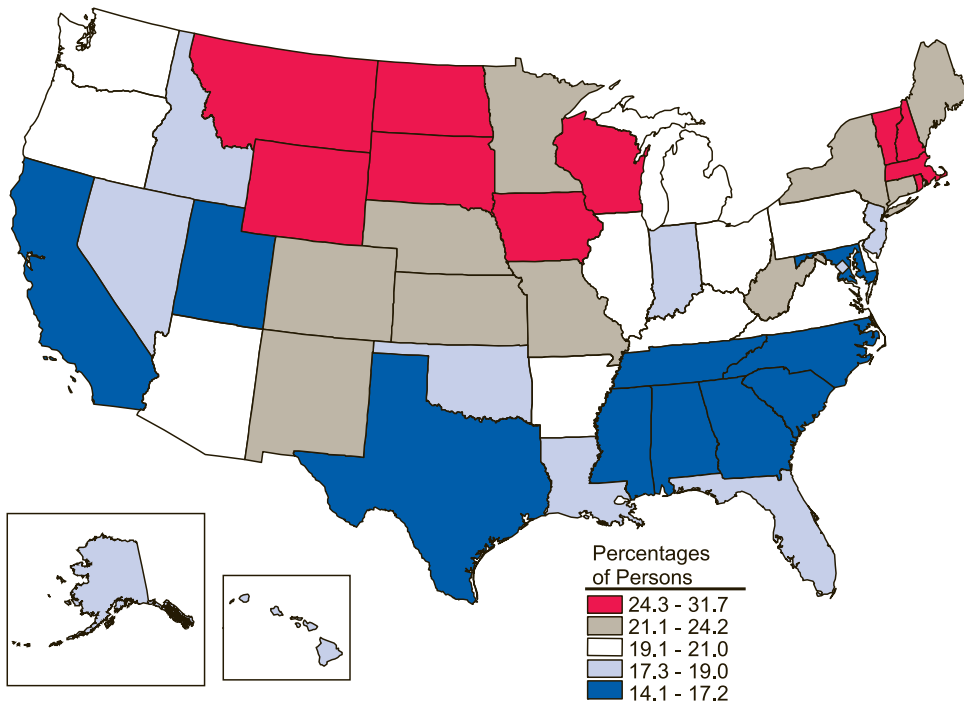 Percentages
of Persons
24.3 - 31.7
21.1 - 24.2
19.1 - 21.0
17.3 - 19.0
14.1 - 17.2